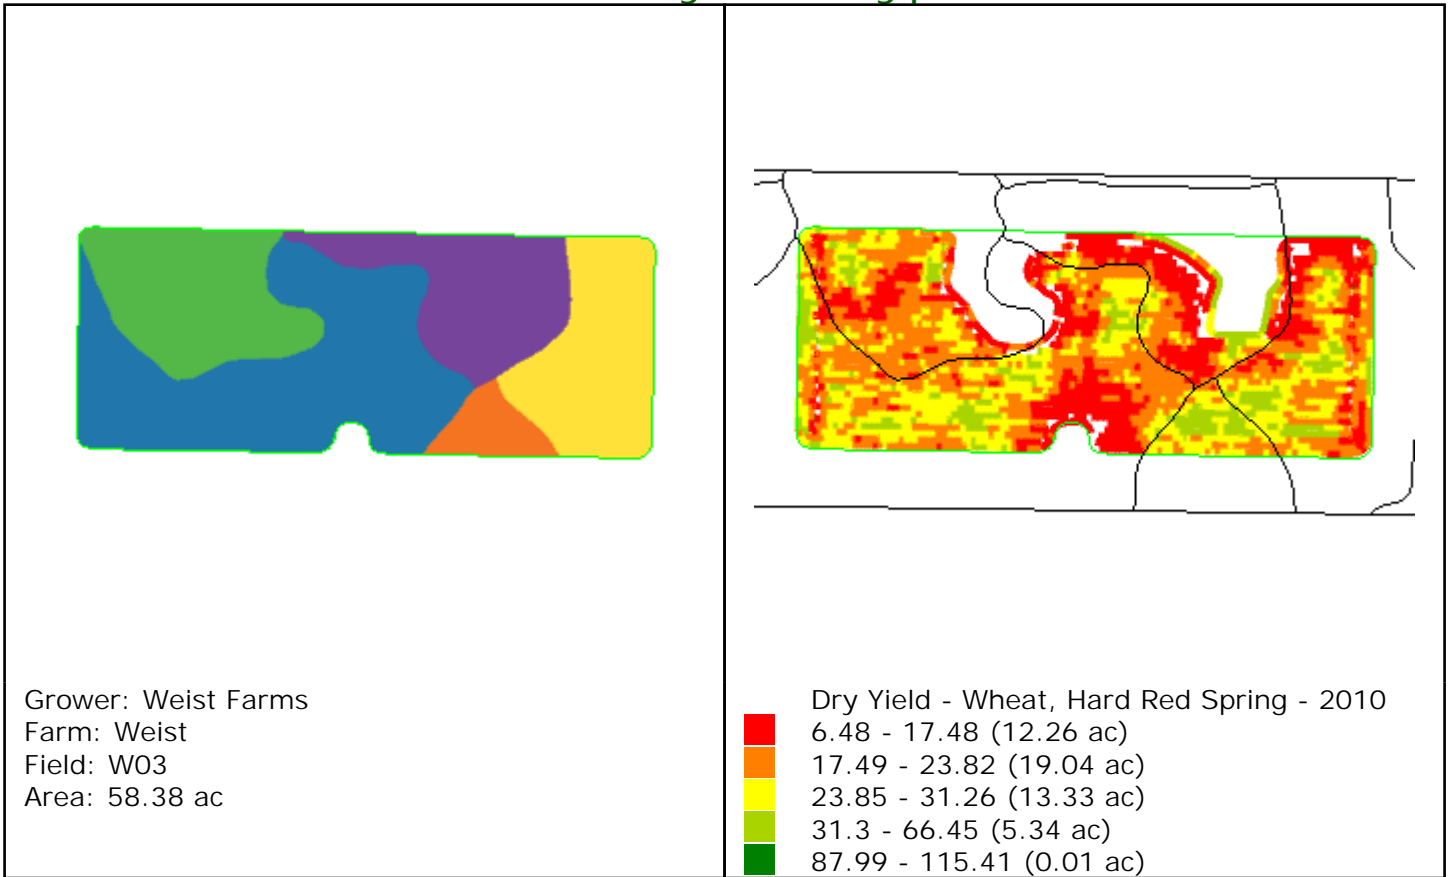 Grower: Weist Farms
Farm: Weist
Field: W03
Area: 58.38 ac
Dry Yield - Wheat, Hard Red Spring - 2010
6.48 - 17.48 (12.26 ac)
17.49 - 23.82 (19.04 ac)
23.85 - 31.26 (13.33 ac)
31.3 - 66.45 (5.34 ac)
87.99 - 115.41 (0.01 ac)